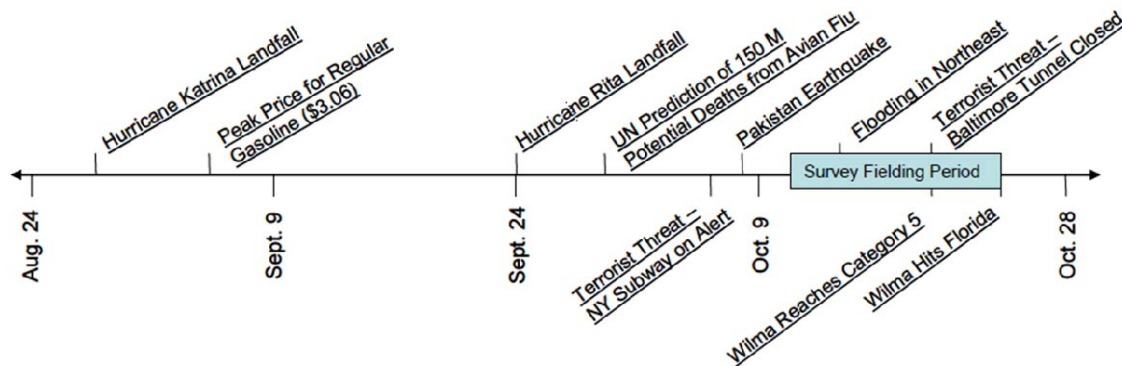 Hurricane Katrina Landfall
Peak Price for Regular
Gasoline ($3.06)
Hurricane Rita Landfall
UN Prediction of 150 M
Potential Deaths from Avian Flu
Pakistan Earthquake
Flooding in Northeast
Terrorist Threat –
Baltimore Tunnel Closed
Survey Fielding Period
Aug. 24
Sept. 9
Sept. 24
Terrorist Threat –
NY Subway on Alert
Oct. 9
Wilma Reaches Category 5
Wilma Hits Florida
Oct. 28